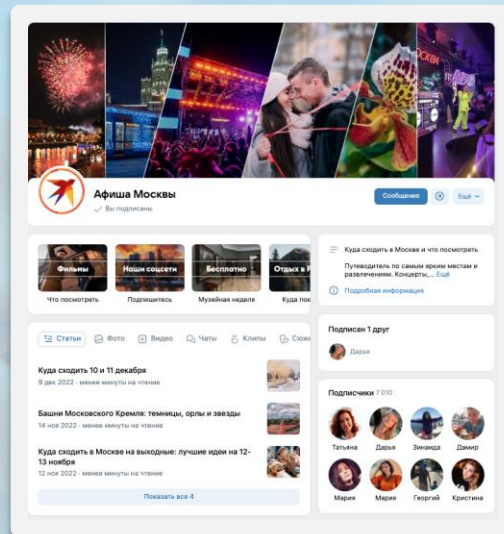 МОСКВА
Афиша Москвы
Вы подписаны
Сообщение
Ещё
Фильмы
Наши соцсети
Бесплатно
Отдых в
Что посмотреть
Подпишитесь
Музейная неделя
Куда пое
Куда сходить в Москве и что посмотреть
Путеводитель по самым ярким местам и
развлечениям. Концерты,... Ещё
Подробная информация
Статьи
Фото
Видео
Чаты
Клипы
Сюж
Куда сходить 10 и 11 декабря
9 дек 2022 · менее минуты на чтение
Башни Московского Кремля: темницы, орлы и звезды
14 ноя 2022 · менее минуты на чтение
Куда сходить в Москве на выходные: лучшие идеи на 12-
13 ноября
12 ноя 2022 · менее минуты на чтение
Показать все 4
Подписан 1 друг
Дарья
Подписчики 7 010
Татьяна
Дарья
Зинаида
Дамир
Мария
Мария
Георгий
Кристина